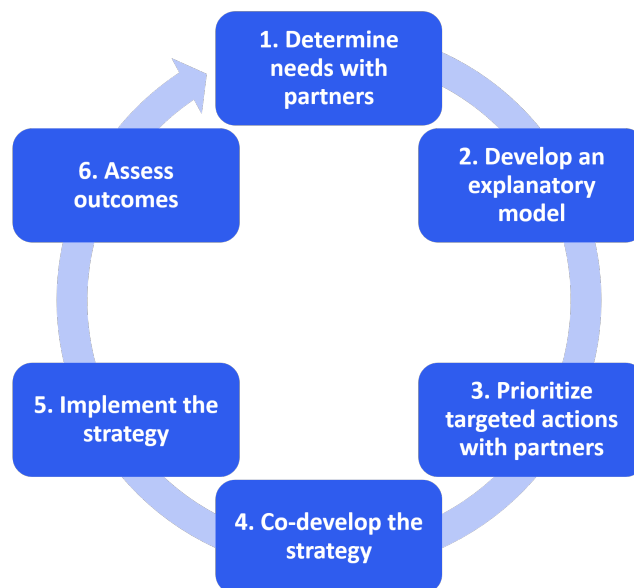 1. Determine
needs with
partners
2. Develop an
explanatory
model
3. Prioritize
targeted actions
with partners
4. Co-develop the
strategy
5. Implement the
strategy
6. Assess
outcomes